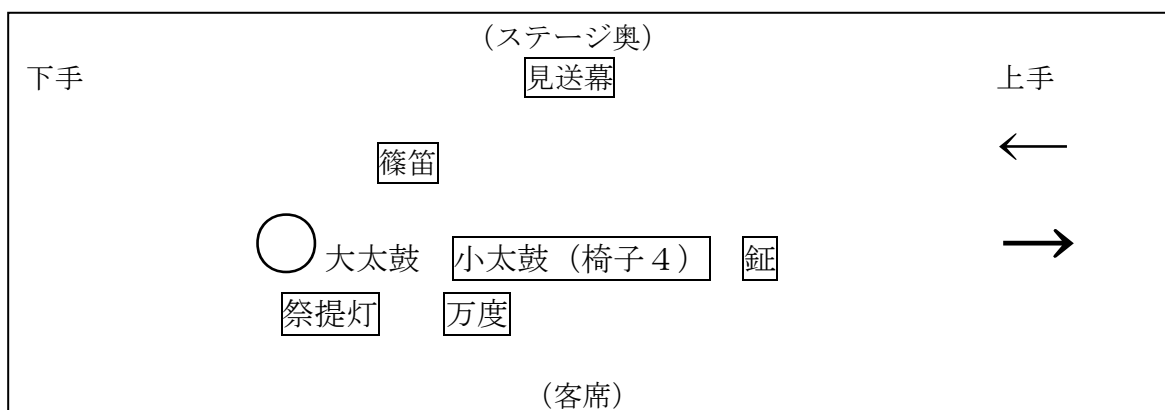 (ステージ奥)
下手 見送幕 上手
篠笛
大太鼓 小太鼓(椅子4) 鉦
祭提灯 万度
(客席)